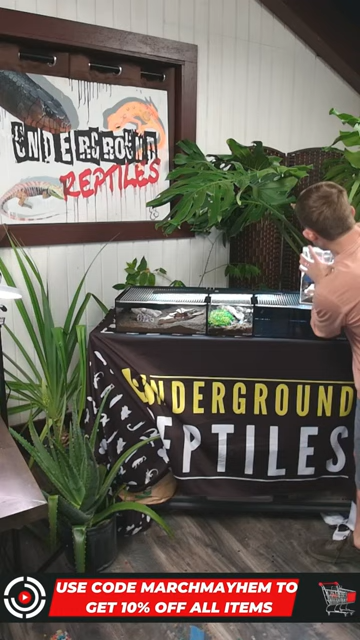 UNDERGROUND
REPTILES
UNDERGROUND
REPTILES
USE CODE MARCHMAYHEM TO
GET 10% OFF ALL ITEMS